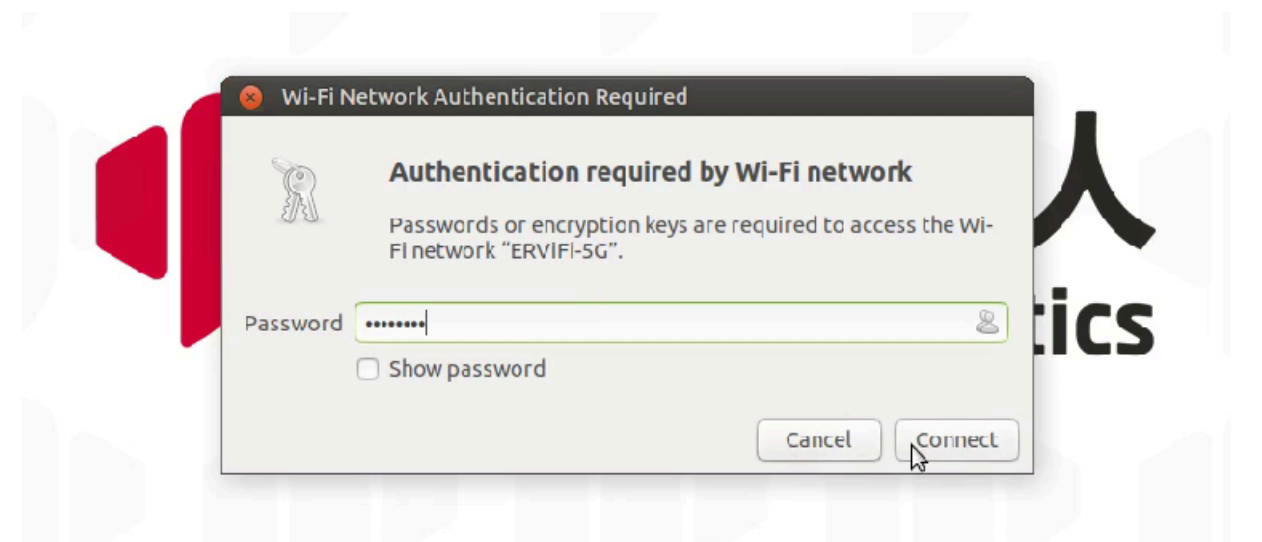 Wi-Fi Network Authentication Required
Authentication required by Wi-Fi network
Passwords or encryption keys are required to access the Wi-
Fi network “ERViFi-5G”.
Password ••••••••
Show password
Cancel Connect
人
tics